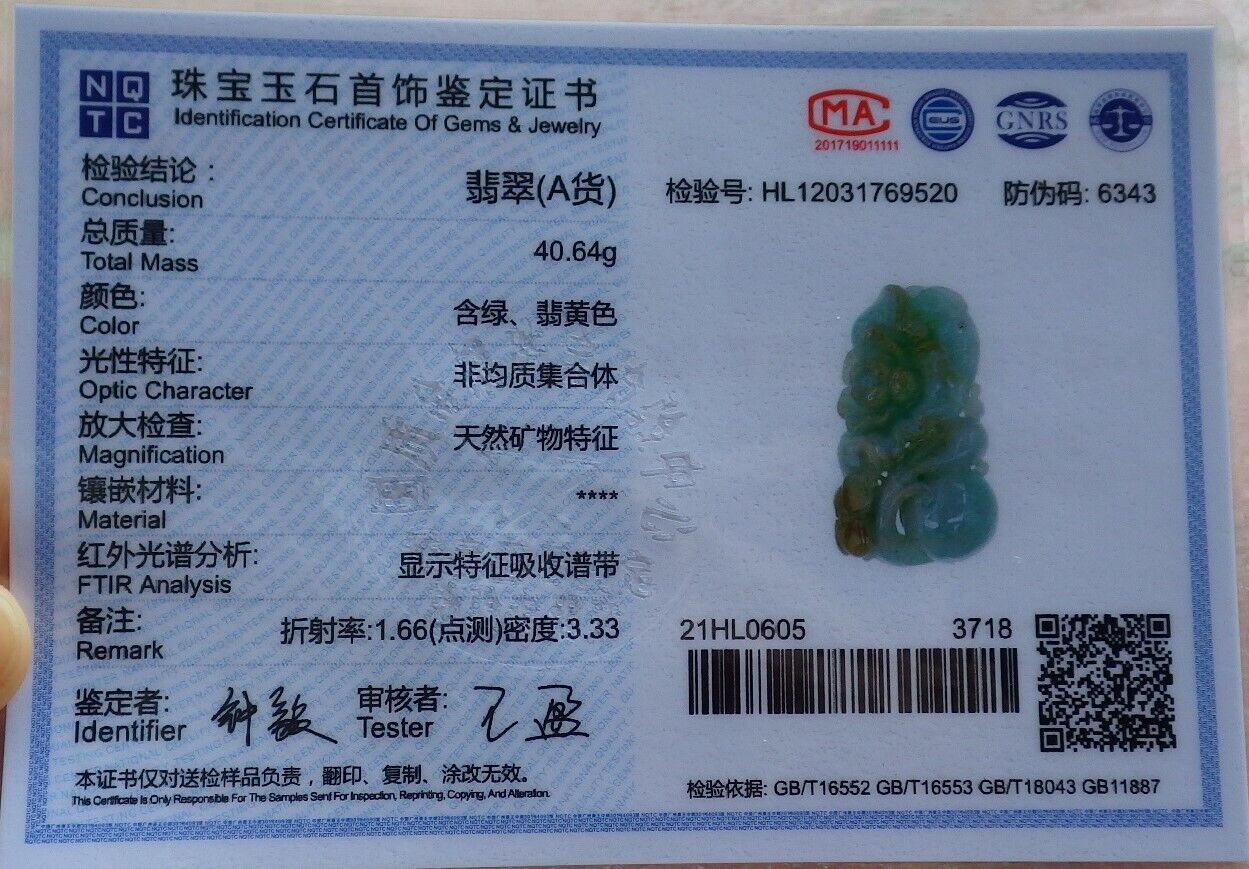 NQTC
珠宝玉石首饰鉴定证书
Identification Certificate Of Gems & Jewelry
CMA
201719011111
GNRS
检验结论: 翡翠(A货)
Conclusion
检验号: HL12031769520 防伪码: 6343
总质量: 40.64g
Total Mass
颜色: 含绿、翡黄色
Color
光性特征: 非均质集合体
Optic Character
放大检查: 天然矿物特征
Magnification
镶嵌材料: ****
Material
红外光谱分析: 显示特征吸收谱带
FTIR Analysis
备注: 折射率:1.66(点测)密度:3.33
Remark
21HL0605 3718
鉴定者: 钟敏 审核者: 王盈
Identifier Tester
本证书仅对送检样品负责，翻印、复制、涂改无效。
This Certificate Is Only Responsible For The Samples Sent For Inspection, Reprinting, Copying, And Alteration.
检验依据: GB/T16552 GB/T16553 GB/T18043 GB11887